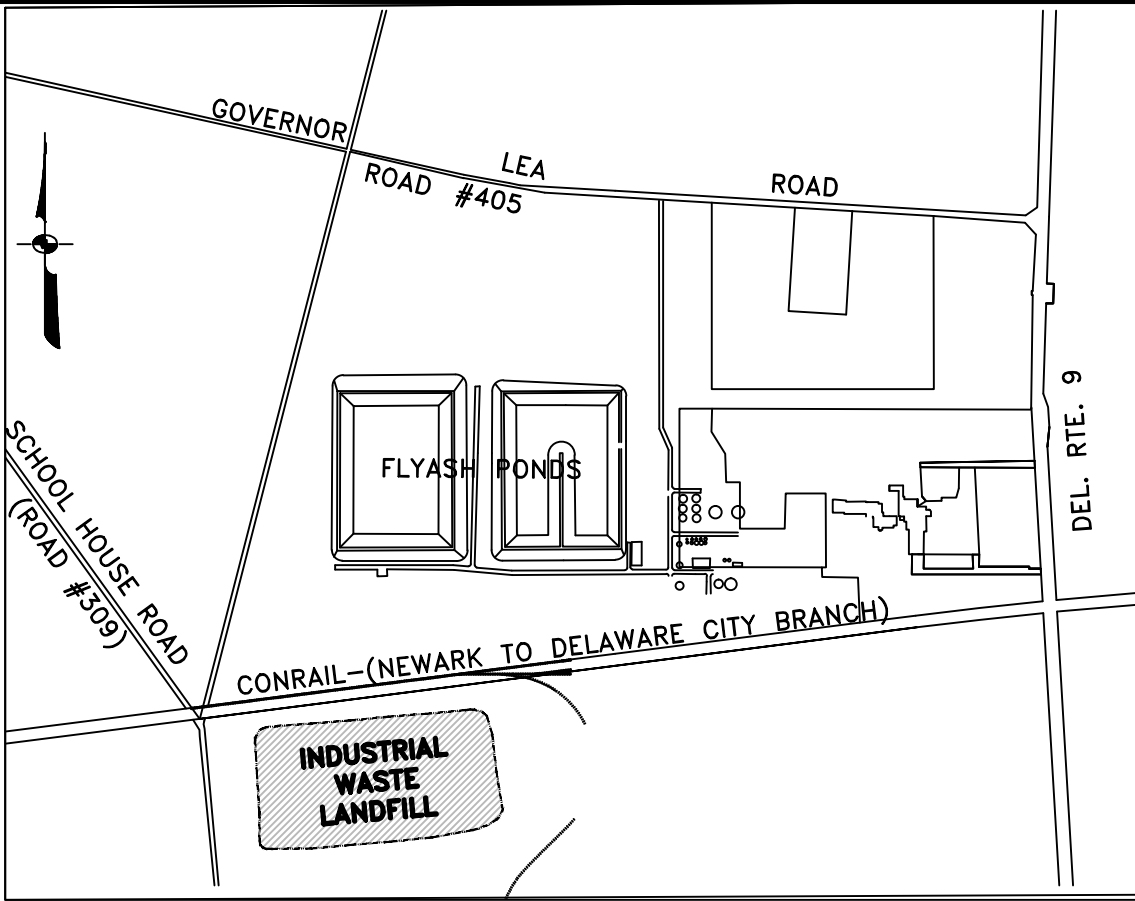 GOVERNOR LEA ROAD
ROAD #405
DEL. RTE. 9
FLYASH PONDS
SCHOOL HOUSE ROAD
(ROAD #309)
CONRAIL-(NEWARK TO DELAWARE CITY BRANCH)
INDUSTRIAL
WASTE
LANDFILL